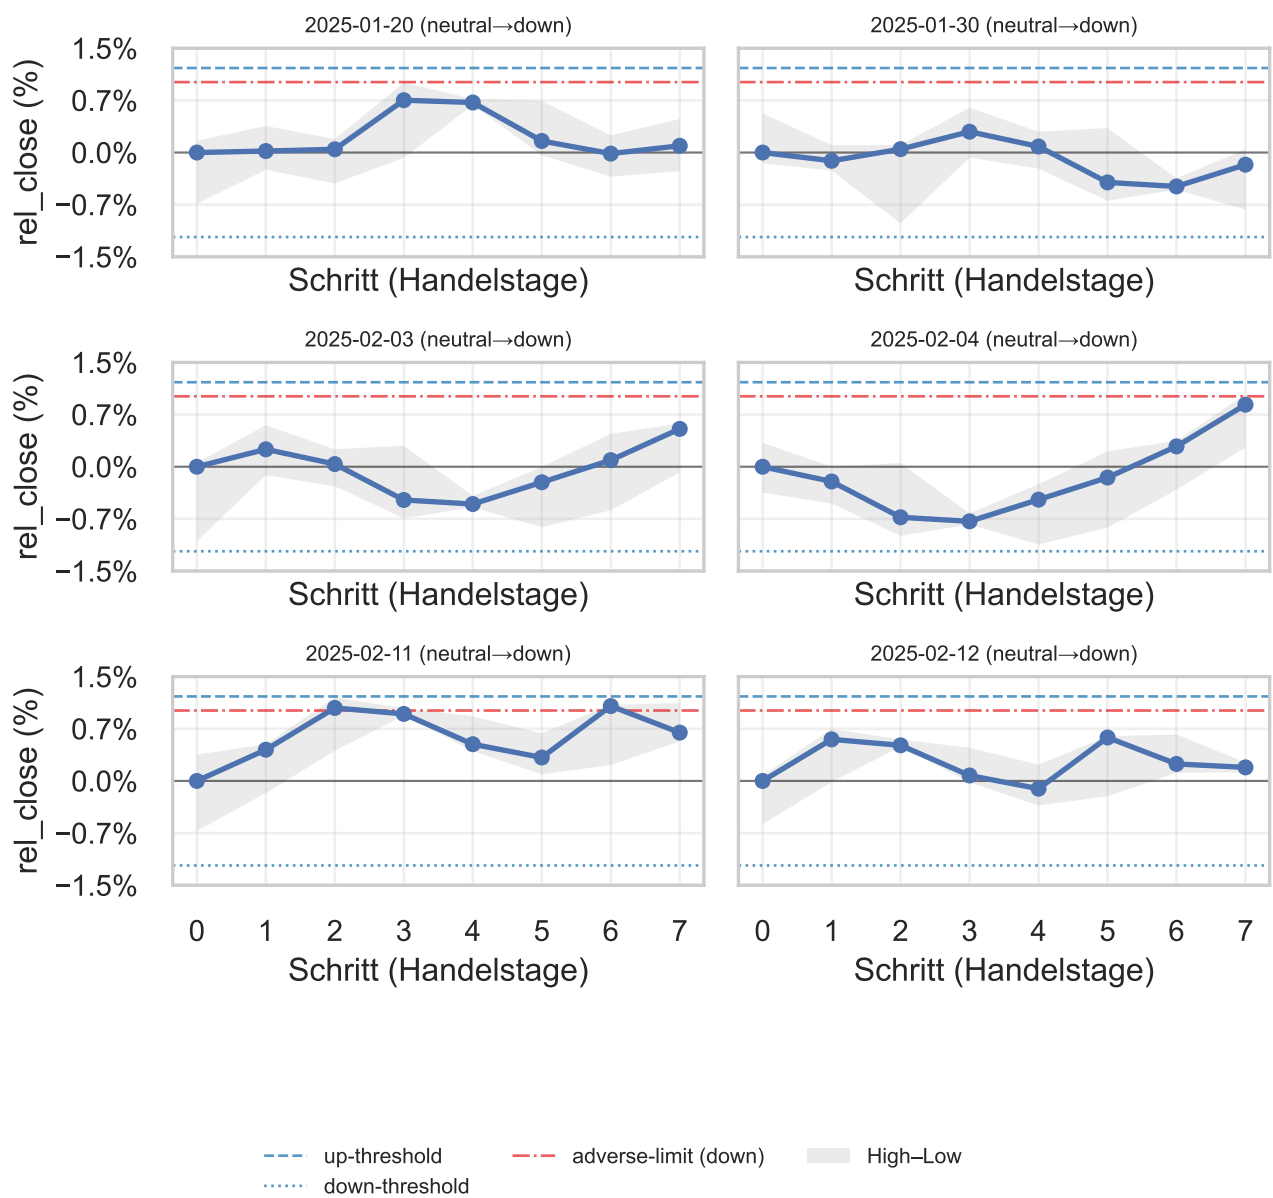 2025-01-20 (neutral→down)
2025-01-30 (neutral→down)
rel_close (%)
1.5%
0.7%
0.0%
−0.7%
−1.5%
Schritt (Handelstage)
Schritt (Handelstage)
2025-02-03 (neutral→down)
2025-02-04 (neutral→down)
rel_close (%)
1.5%
0.7%
0.0%
−0.7%
−1.5%
Schritt (Handelstage)
Schritt (Handelstage)
2025-02-11 (neutral→down)
2025-02-12 (neutral→down)
rel_close (%)
1.5%
0.7%
0.0%
−0.7%
−1.5%
0 1 2 3 4 5 6 7
0 1 2 3 4 5 6 7
Schritt (Handelstage)
Schritt (Handelstage)
up-threshold
down-threshold
adverse-limit (down)
High–Low